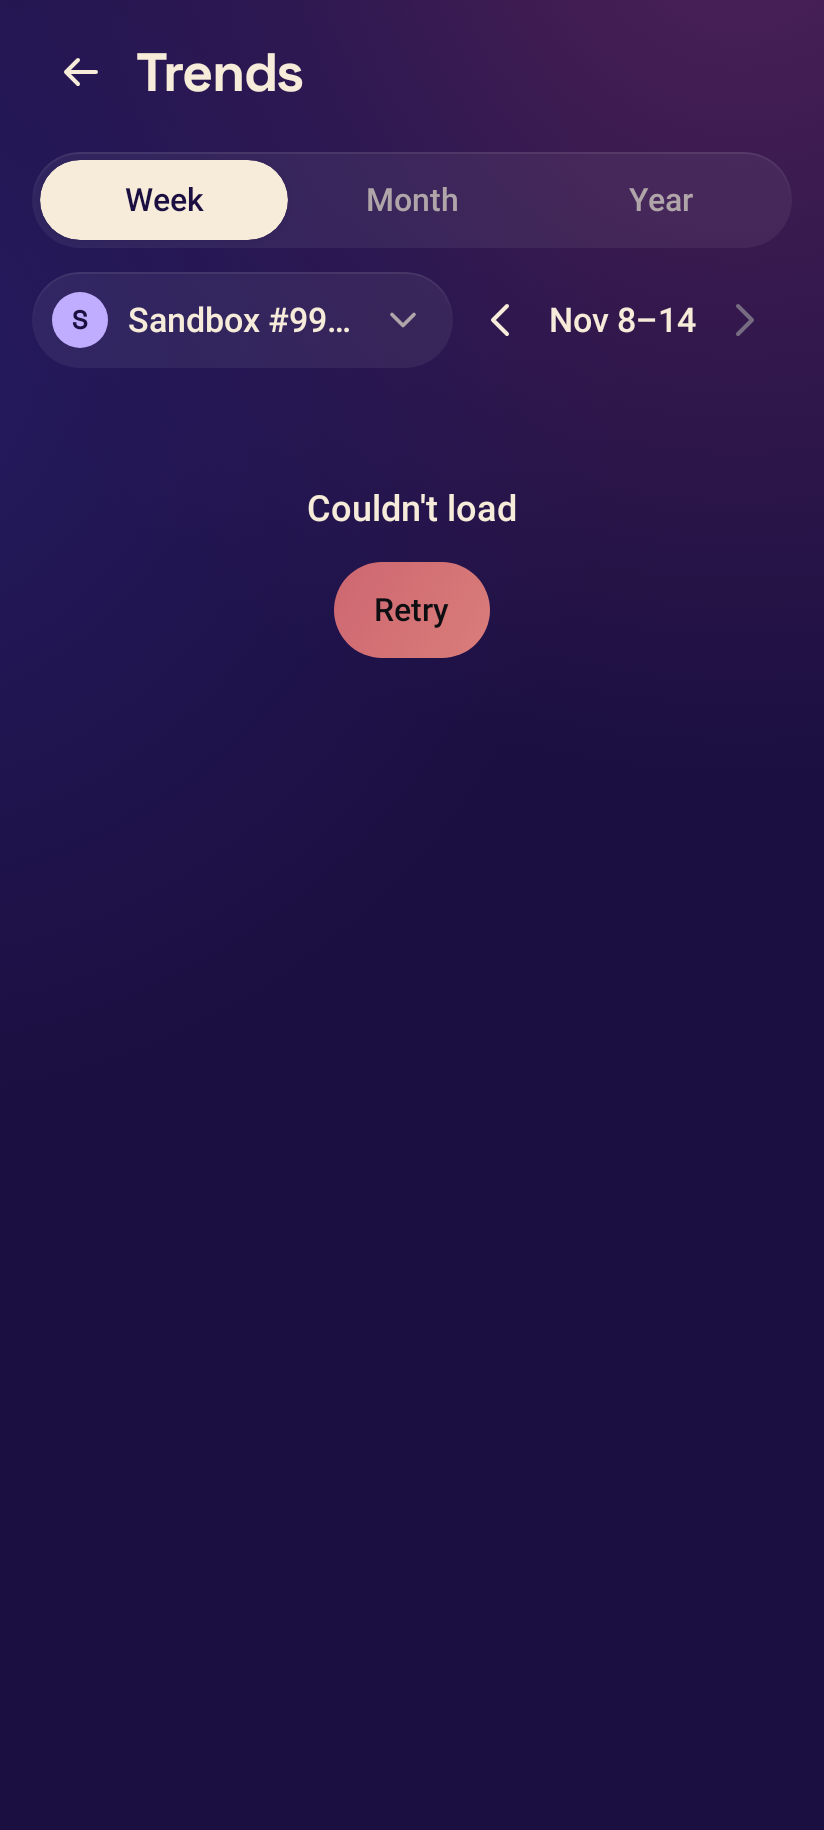 Trends
Week Month Year
S Sandbox #99... Nov 8–14
Couldn't load
Retry